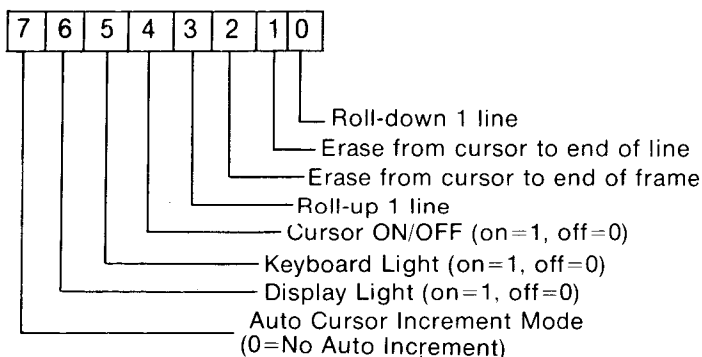 7 6 5 4 3 2 1 0
Roll-down 1 line
Erase from cursor to end of line
Erase from cursor to end of frame
Roll-up 1 line
Cursor ON/OFF (on=1, off=0)
Keyboard Light (on=1, off=0)
Display Light (on=1, off=0)
Auto Cursor Increment Mode
(0=No Auto Increment)